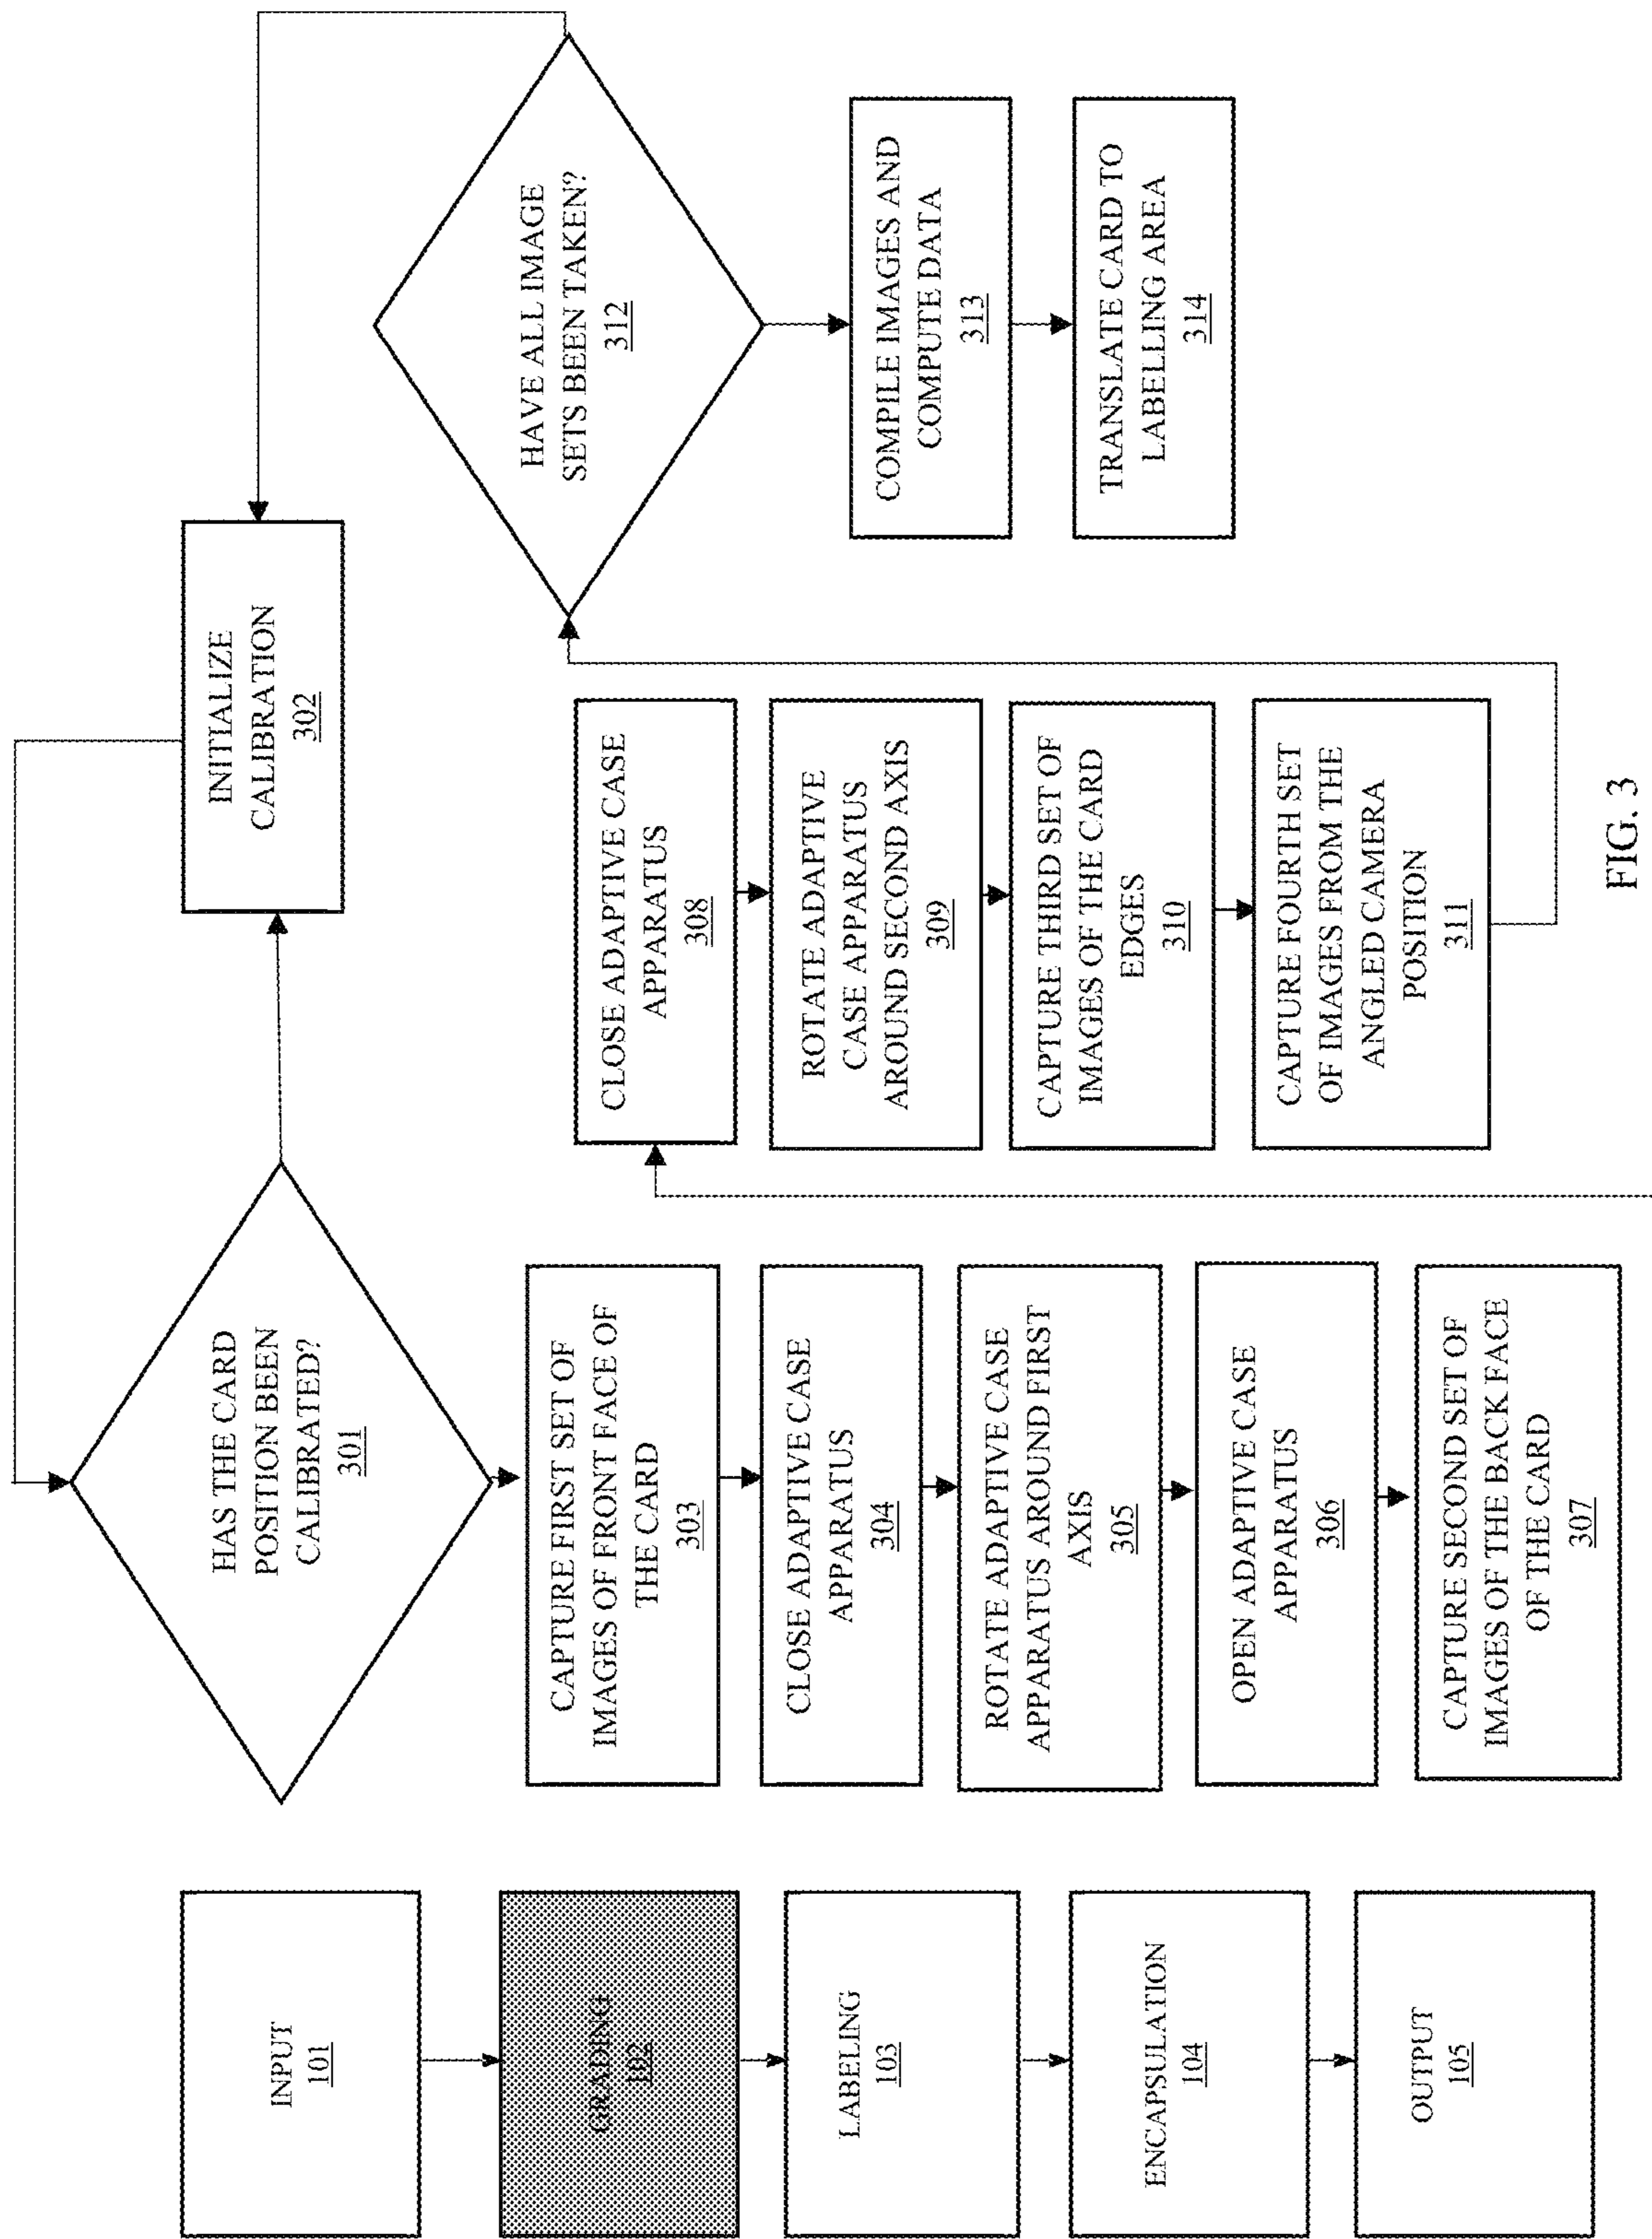 INPUT
101
GRADING
102
LABELING
103
ENCAPSULATION
104
OUTPUT
105
HAS THE CARD
POSITION BEEN
CALIBRATED?
301
INITIALIZE
CALIBRATION
302
CAPTURE FIRST SET OF
IMAGES OF FRONT FACE OF
THE CARD
303
CLOSE ADAPTIVE CASE
APPARATUS
304
ROTATE ADAPTIVE CASE
APPARATUS AROUND FIRST
AXIS
305
OPEN ADAPTIVE CASE
APPARATUS
306
CAPTURE SECOND SET OF
IMAGES OF THE BACK FACE
OF THE CARD
307
CLOSE ADAPTIVE CASE
APPARATUS
308
ROTATE ADAPTIVE
CASE APPARATUS
AROUND SECOND AXIS
309
CAPTURE THIRD SET OF
IMAGES OF THE CARD
EDGES
310
CAPTURE FOURTH SET
OF IMAGES FROM THE
ANGLED CAMERA
POSITION
311
HAVE ALL IMAGE
SETS BEEN TAKEN?
312
COMPILE IMAGES AND
COMPUTE DATA
313
TRANSLATE CARD TO
LABELLING AREA
314
FIG. 3